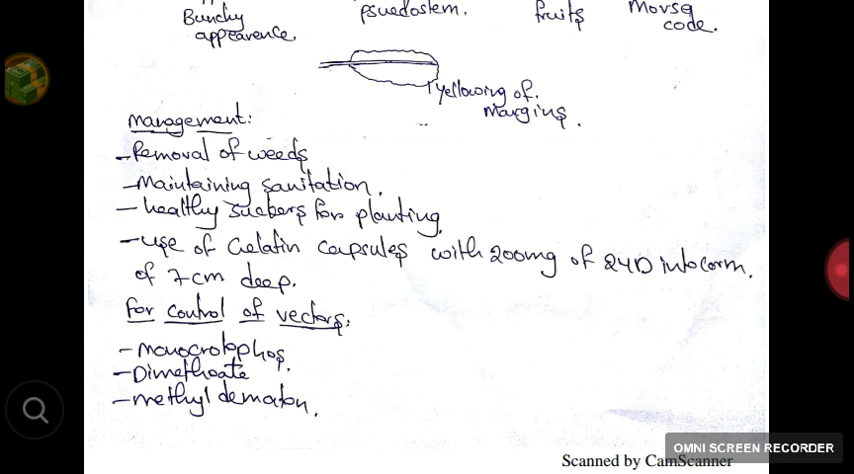 Bunchy
appearence.
psuedostem.
fruits
Morse
code.
yellowing of
margins.
Management:
- Removal of weeds
- Maintaining sanitation.
- healthy suckers for planting.
- use of Gelatin capsules with 200mg of 24D into corm.
of 7cm deep.
for control of vectors:
- Monocrotophos.
- Dimethoate
- methyl dematon.
OMNI SCREEN RECORDER
Scanned by CamScanner